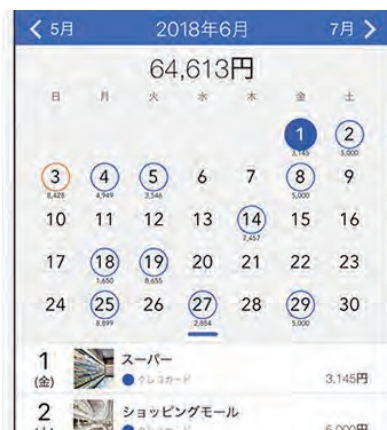 5月 2018年6月 7月
64,613円
日 月 火 水 木 金 土
1 2
3,145 5,000
3 4 5 6 7 8 9
8,428 4,949 3,546 5,000
10 11 12 13 14 15 16
7,457
17 18 19 20 21 22 23
1,650 8,655
24 25 26 27 28 29 30
8,899 2,884 5,000
1 スーパー
(金) クレコカード 3,145円
2 ショッピングモール
5,000円